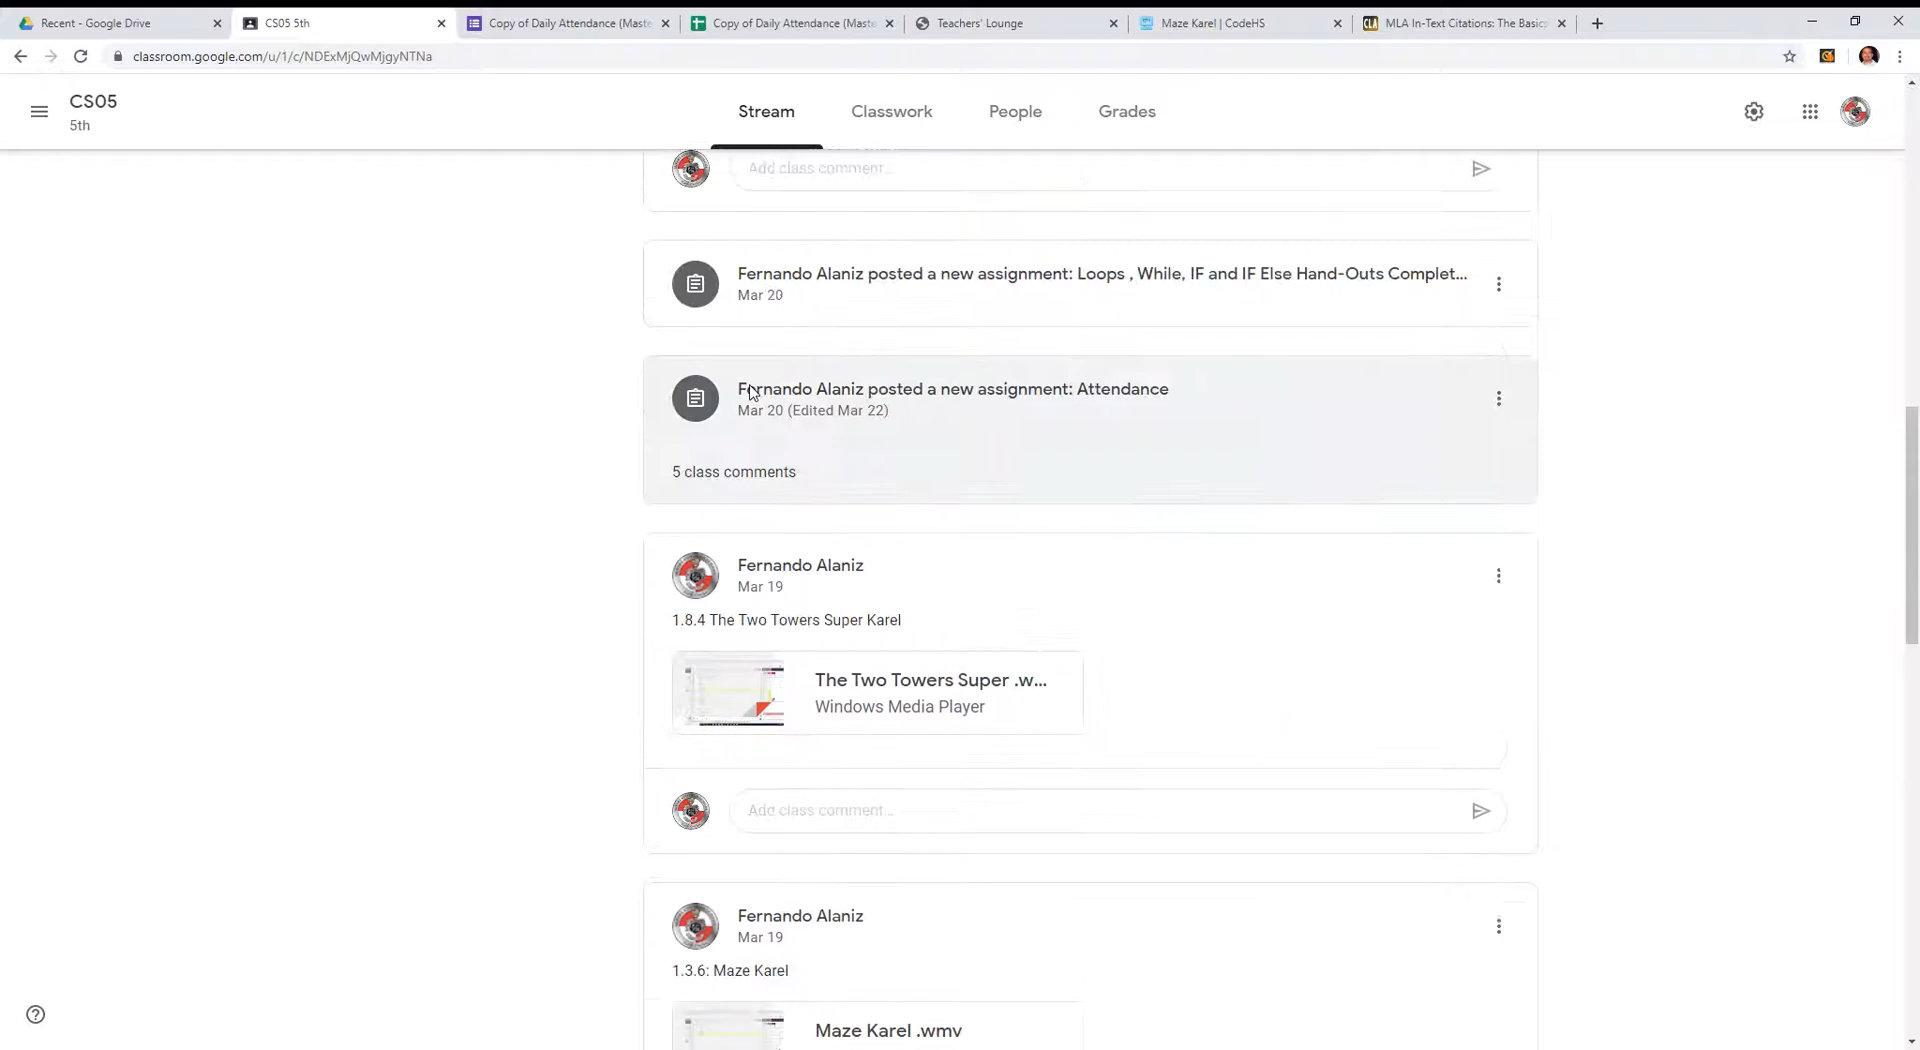 Recent - Google Drive
CS05 5th
Copy of Daily Attendance (Maste
Copy of Daily Attendance (Maste
Teachers' Lounge
Maze Karel | CodeHS
CLA
MLA In-Text Citations: The Basics
classroom.google.com/u/1/c/NDExMjQwMjgyNTNa
CS05
5th
Stream
Classwork
People
Grades
Add class comment...
Fernando Alaniz posted a new assignment: Loops , While, IF and IF Else Hand-Outs Complet...
Mar 20
Fernando Alaniz posted a new assignment: Attendance
Mar 20 (Edited Mar 22)
5 class comments
Fernando Alaniz
Mar 19
1.8.4 The Two Towers Super Karel
The Two Towers Super .w...
Windows Media Player
Add class comment...
Fernando Alaniz
Mar 19
1.3.6: Maze Karel
Maze Karel .wmv